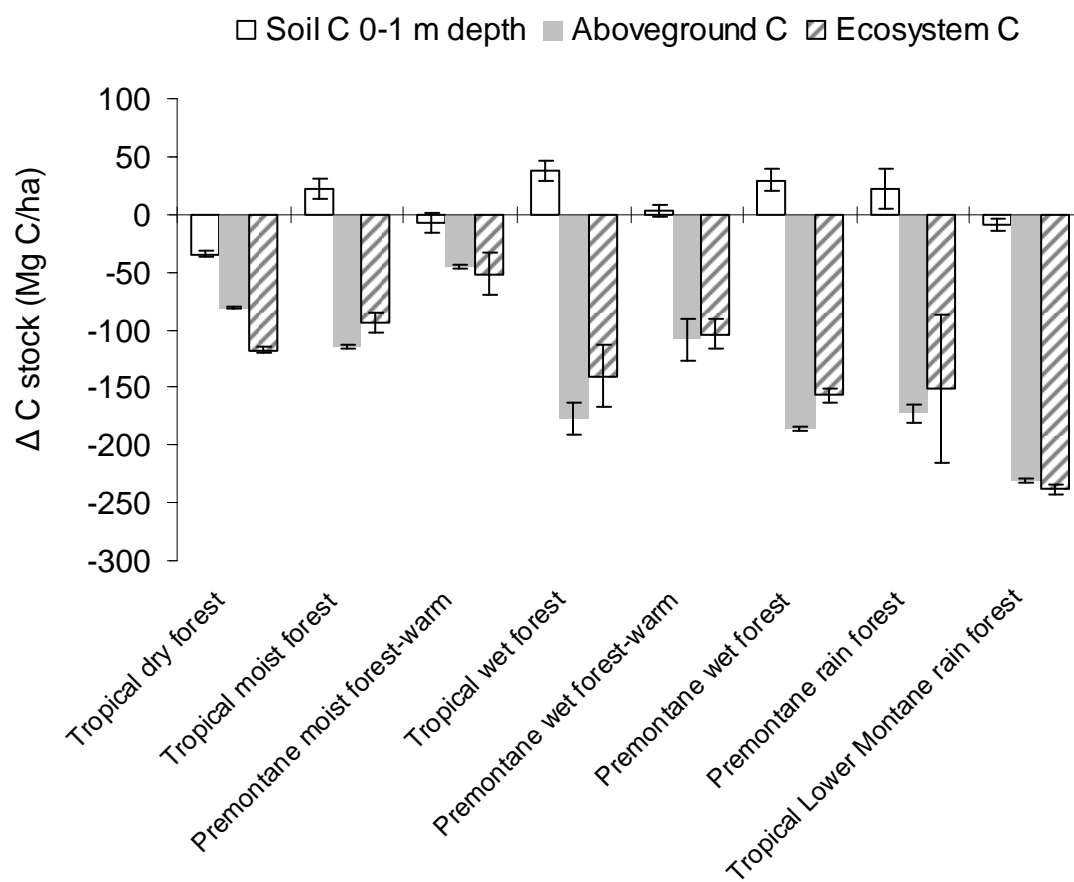 Soil C 0-1 m depth Aboveground C Ecosystem C
Δ C stock (Mg C/ha)
100
50
0
-50
-100
-150
-200
-250
-300
Tropical dry forest
Tropical moist forest
Premontane moist forest-warm
Tropical wet forest
Premontane wet forest-warm
Premontane wet forest
Premontane rain forest
Tropical Lower Montane rain forest